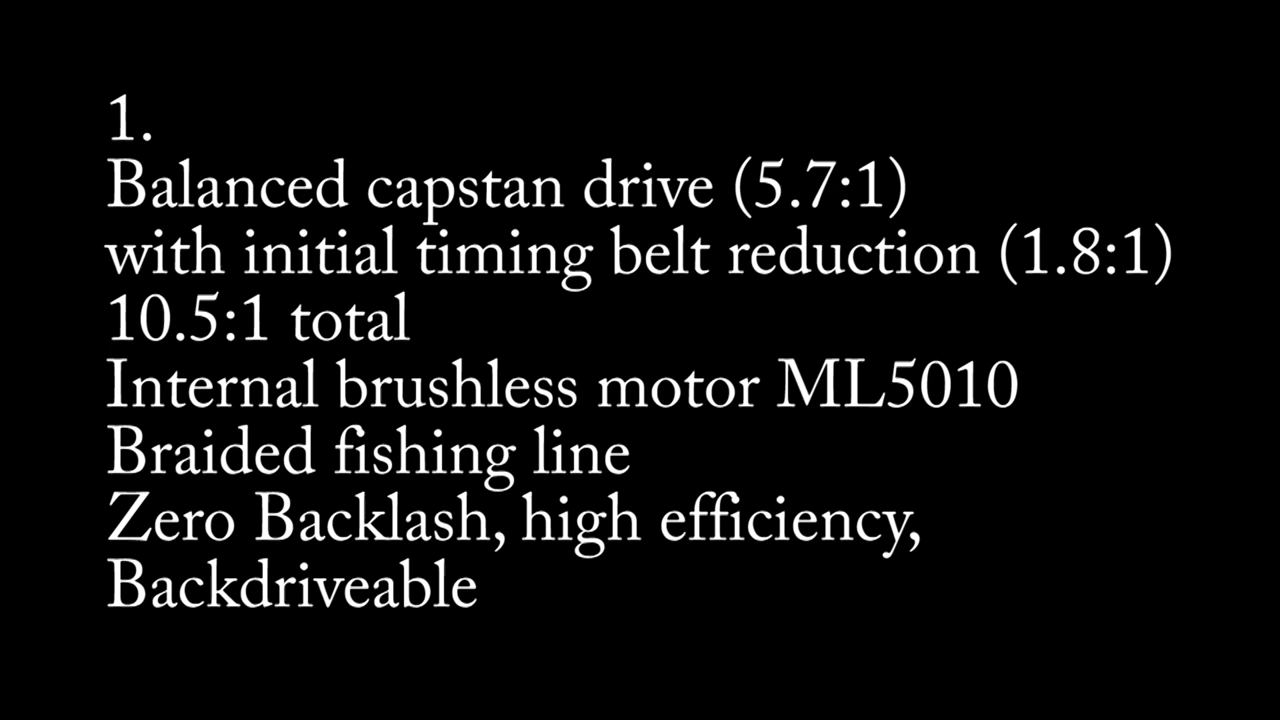 1.
Balanced capstan drive (5.7:1)
with initial timing belt reduction (1.8:1)
10.5:1 total
Internal brushless motor ML5010
Braided fishing line
Zero Backlash, high efficiency,
Backdriveable